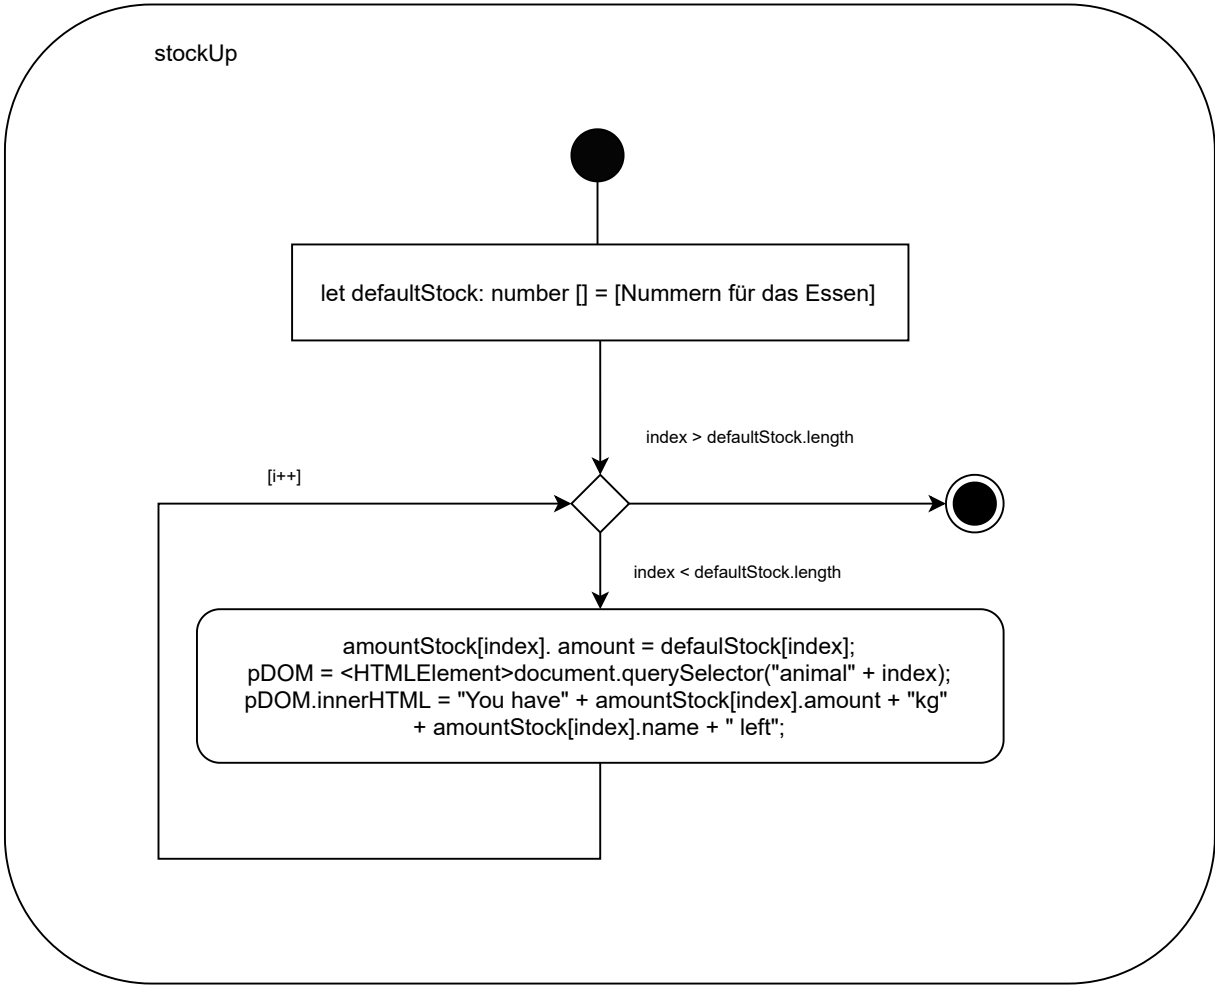 stockUp
let defaultStock: number [] = [Nummern für das Essen]
index > defaultStock.length
[i++]
index < defaultStock.length
amountStock[index]. amount = defaulStock[index];
pDOM = <HTMLElement>document.querySelector("animal" + index);
pDOM.innerHTML = "You have" + amountStock[index].amount + "kg"
+ amountStock[index].name + " left";